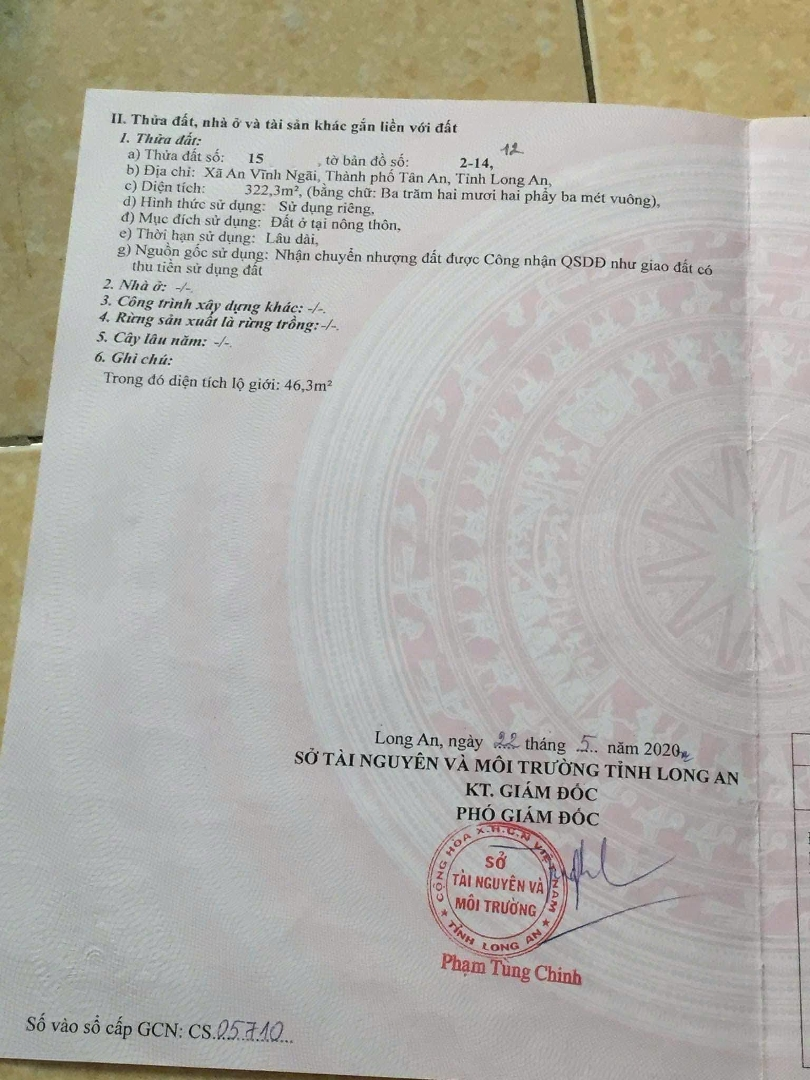 II. Thửa đất, nhà ở và tài sản khác gắn liền với đất
1. Thửa đất:
a) Thửa đất số: 15 , tờ bản đồ số: 2-14, 12
b) Địa chỉ: Xã An Vĩnh Ngãi, Thành phố Tân An, Tỉnh Long An,
c) Diện tích: 322,3m², (bằng chữ: Ba trăm hai mươi hai phẩy ba mét vuông),
d) Hình thức sử dụng: Sử dụng riêng,
đ) Mục đích sử dụng: Đất ở tại nông thôn,
e) Thời hạn sử dụng: Lâu dài,
g) Nguồn gốc sử dụng: Nhận chuyển nhượng đất được Công nhận QSDĐ như giao đất có
thu tiền sử dụng đất
2. Nhà ở: -/-
3. Công trình xây dựng khác: -/-.
4. Rừng sản xuất là rừng trồng:-/-.
5. Cây lâu năm: -/-.
6. Ghi chú:
Trong đó diện tích lộ giới: 46,3m²
Long An, ngày 22 tháng 5 năm 2020
SỞ TÀI NGUYÊN VÀ MÔI TRƯỜNG TỈNH LONG AN
KT. GIÁM ĐỐC
PHÓ GIÁM ĐỐC
CỘNG HÒA X.H.C.N VIỆT NAM
SỞ
TÀI NGUYÊN VÀ
MÔI TRƯỜNG
TỈNH LONG AN
Phạm Tùng Chinh
Số vào sổ cấp GCN: CS.05710